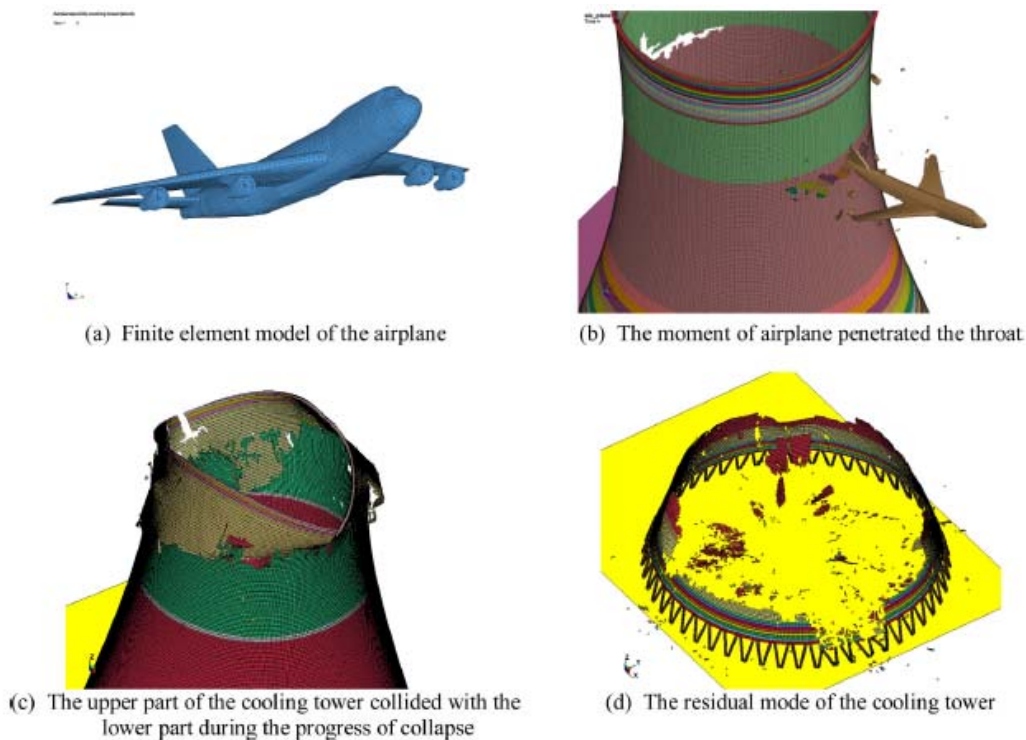 (a) Finite element model of the airplane
(b) The moment of airplane penetrated the throat
(c) The upper part of the cooling tower collided with the
lower part during the progress of collapse
(d) The residual mode of the cooling tower